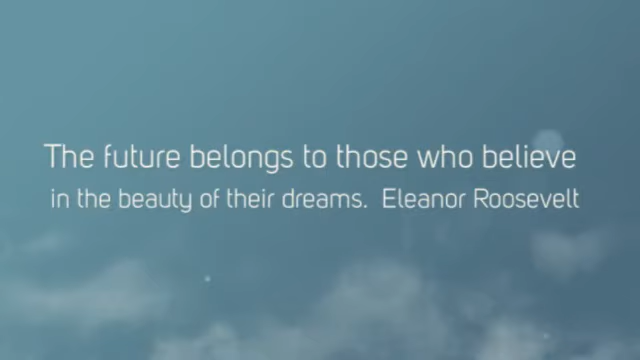 The future belongs to those who believe
in the beauty of their dreams. Eleanor Roosevelt